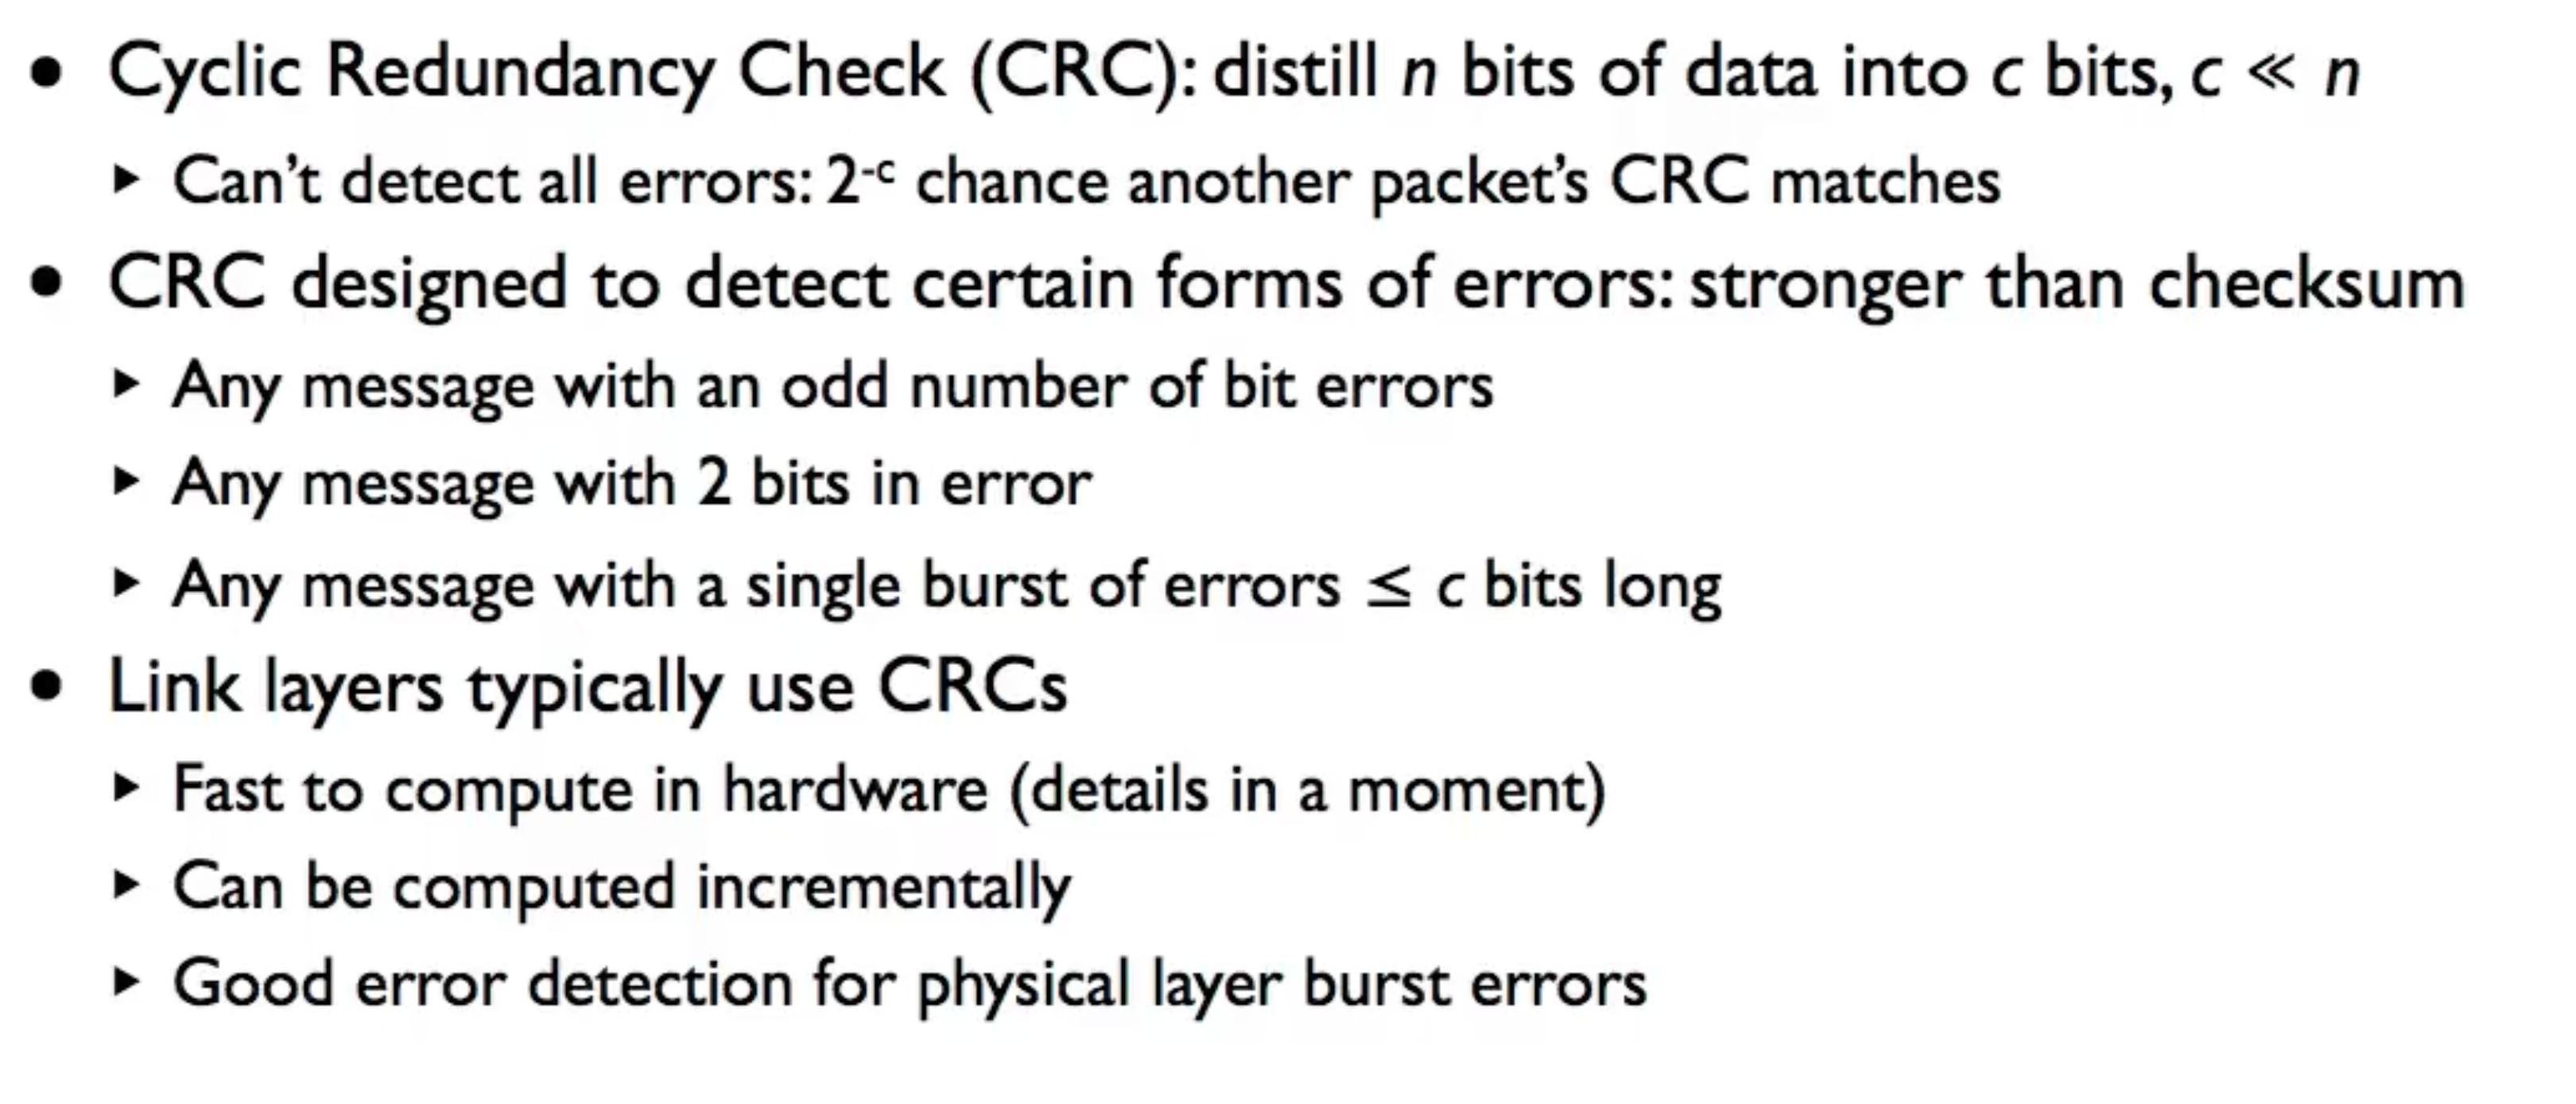 • Cyclic Redundancy Check (CRC): distill n bits of data into c bits, c ≪ n
▸ Can’t detect all errors: 2⁻ᶜ chance another packet’s CRC matches
• CRC designed to detect certain forms of errors: stronger than checksum
▸ Any message with an odd number of bit errors
▸ Any message with 2 bits in error
▸ Any message with a single burst of errors ≤ c bits long
• Link layers typically use CRCs
▸ Fast to compute in hardware (details in a moment)
▸ Can be computed incrementally
▸ Good error detection for physical layer burst errors